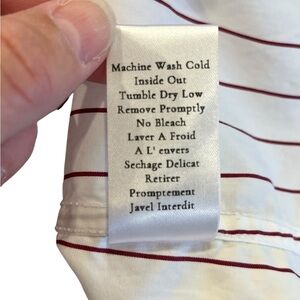 Machine Wash Cold
Inside Out
Tumble Dry Low
Remove Promptly
No Bleach
Laver A Froid
A L' envers
Sechage Delicat
Retirer
Promptement
Javel Interdit